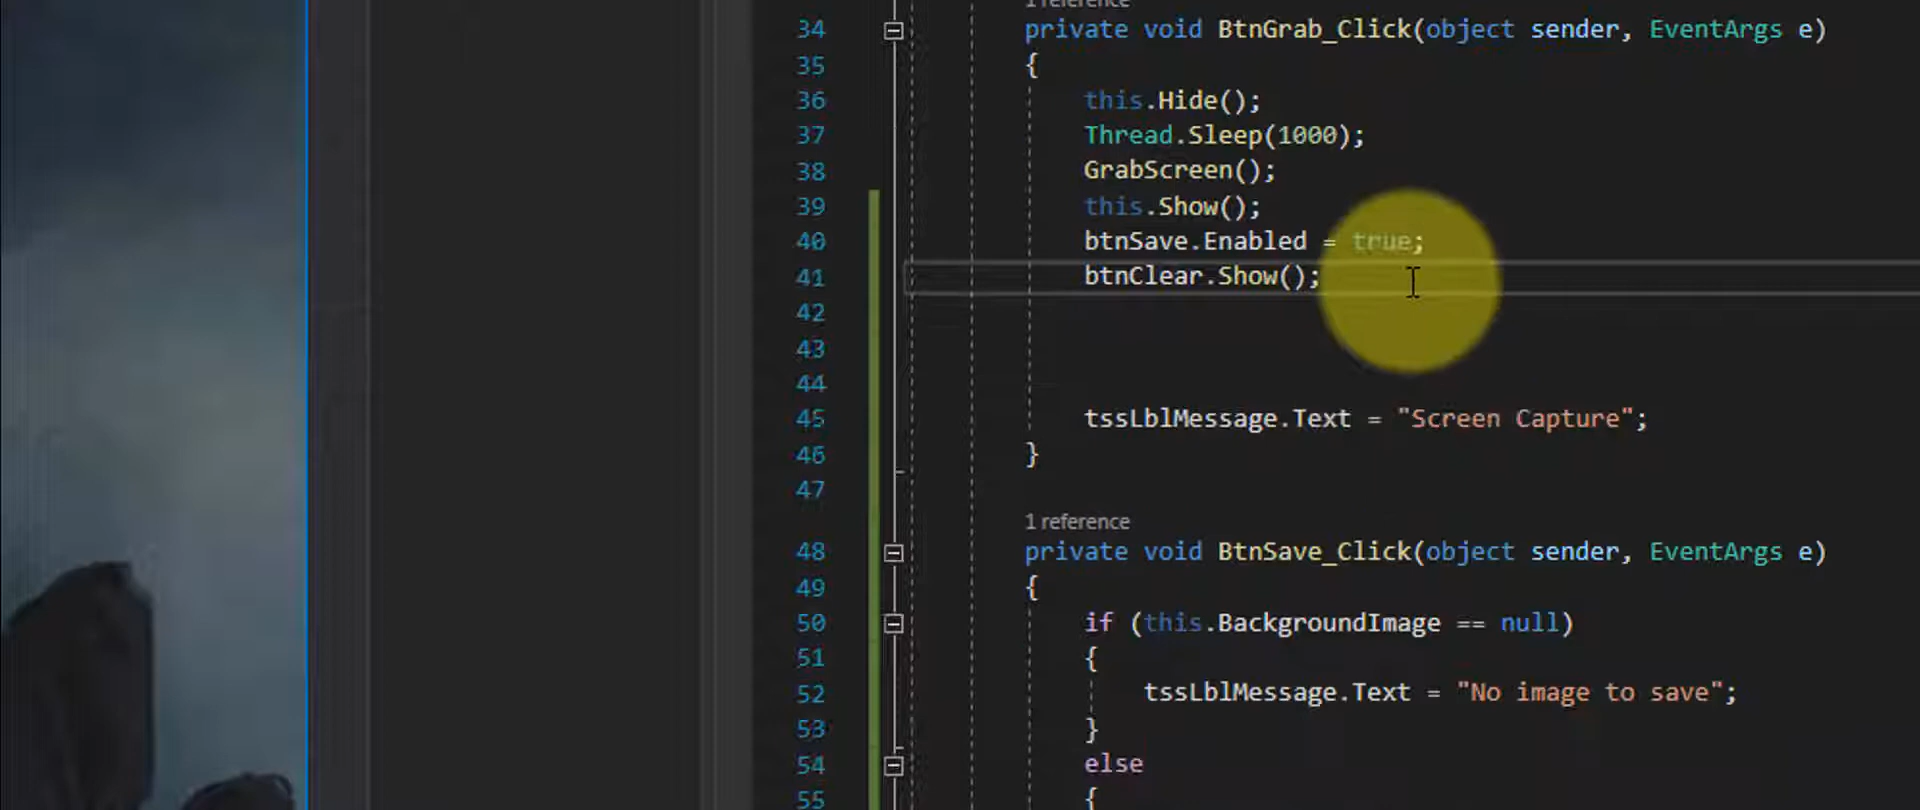 34 private void BtnGrab_Click(object sender, EventArgs e)
35 {
36 this.Hide();
37 Thread.Sleep(1000);
38 GrabScreen();
39 this.Show();
40 btnSave.Enabled = true;
41 btnClear.Show();
42
43
44
45 tssLblMessage.Text = "Screen Capture";
46 }
47
1 reference
48 private void BtnSave_Click(object sender, EventArgs e)
49 {
50 if (this.BackgroundImage == null)
51 {
52 tssLblMessage.Text = "No image to save";
53 }
54 else
55 {